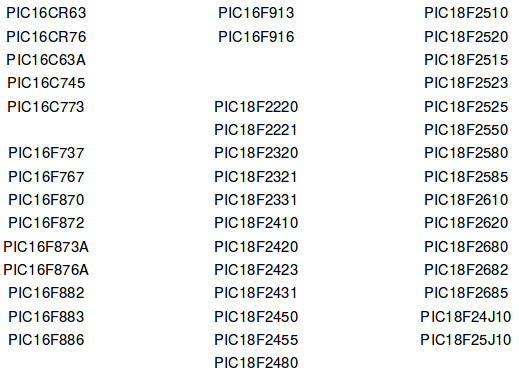 PIC16CR63 PIC16F913 PIC18F2510
PIC16CR76 PIC16F916 PIC18F2520
PIC16C63A PIC18F2515
PIC16C745 PIC18F2523
PIC16C773 PIC18F2220 PIC18F2525
PIC18F2221 PIC18F2550
PIC16F737 PIC18F2320 PIC18F2580
PIC16F767 PIC18F2321 PIC18F2585
PIC16F870 PIC18F2331 PIC18F2610
PIC16F872 PIC18F2410 PIC18F2620
PIC16F873A PIC18F2420 PIC18F2680
PIC16F876A PIC18F2423 PIC18F2682
PIC16F882 PIC18F2431 PIC18F2685
PIC16F883 PIC18F2450 PIC18F24J10
PIC16F886 PIC18F2455 PIC18F25J10
PIC18F2480